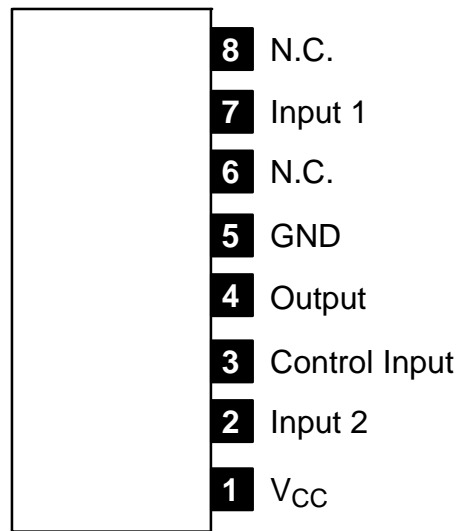 8 N.C.
7 Input 1
6 N.C.
5 GND
4 Output
3 Control Input
2 Input 2
1 VCC